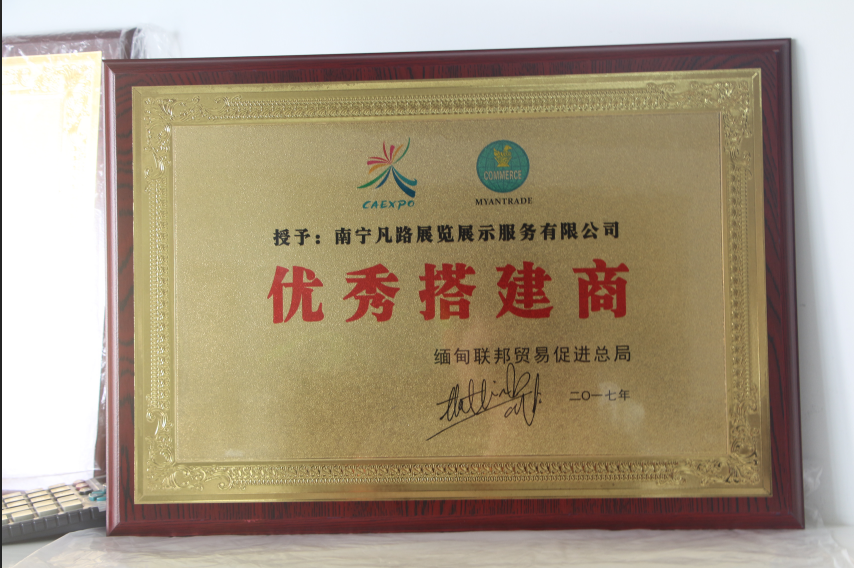 CAEXPO
COMMERCE
MYANTRADE
授予：南宁凡路展览展示服务有限公司
优秀搭建商
缅甸联邦贸易促进总局
二〇一七年